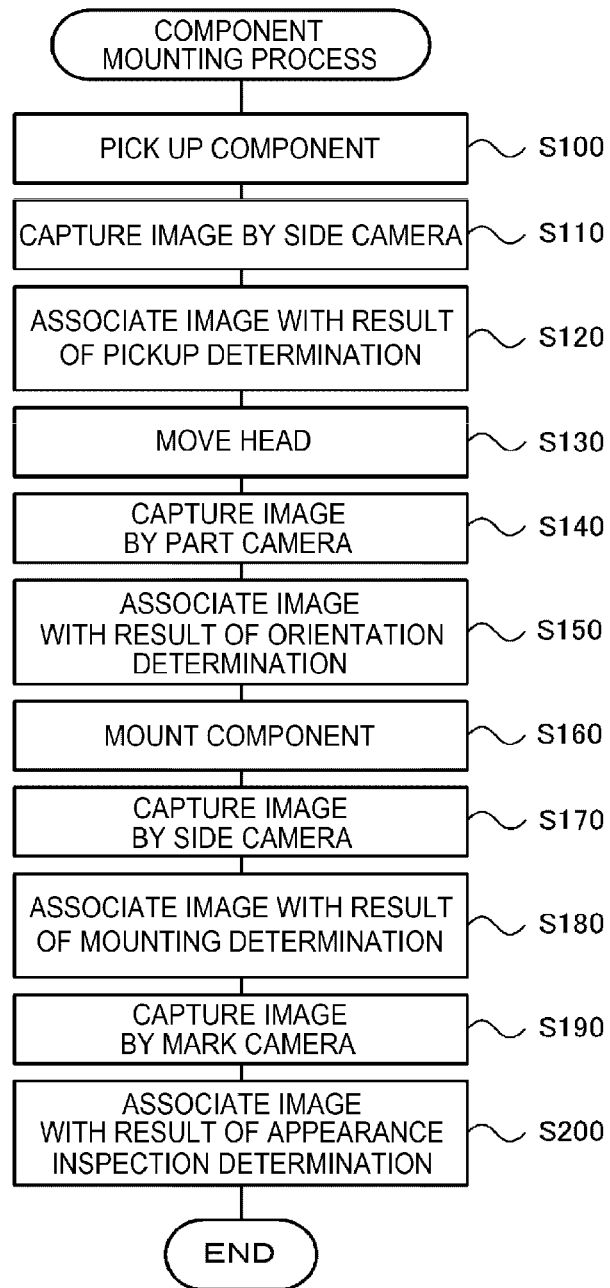 COMPONENT
MOUNTING PROCESS
PICK UP COMPONENT
S100
CAPTURE IMAGE BY SIDE CAMERA
S110
ASSOCIATE IMAGE WITH RESULT
OF PICKUP DETERMINATION
S120
MOVE HEAD
S130
CAPTURE IMAGE
BY PART CAMERA
S140
ASSOCIATE IMAGE
WITH RESULT OF ORIENTATION
DETERMINATION
S150
MOUNT COMPONENT
S160
CAPTURE IMAGE
BY SIDE CAMERA
S170
ASSOCIATE IMAGE WITH RESULT
OF MOUNTING DETERMINATION
S180
CAPTURE IMAGE
BY MARK CAMERA
S190
ASSOCIATE IMAGE
WITH RESULT OF APPEARANCE
INSPECTION DETERMINATION
S200
END